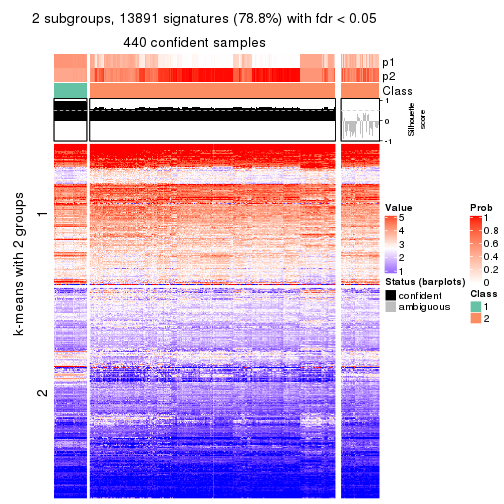 2 subgroups, 13891 signatures (78.8%) with fdr < 0.05
440 confident samples
p1
p2
Class
1
0
-1
Silhouette
score
k-means with 2 groups
1
2
Value
5
4
3
2
1
Status (barplots)
confident
ambiguous
Prob
1
0.8
0.6
0.4
0.2
0
Class
1
2